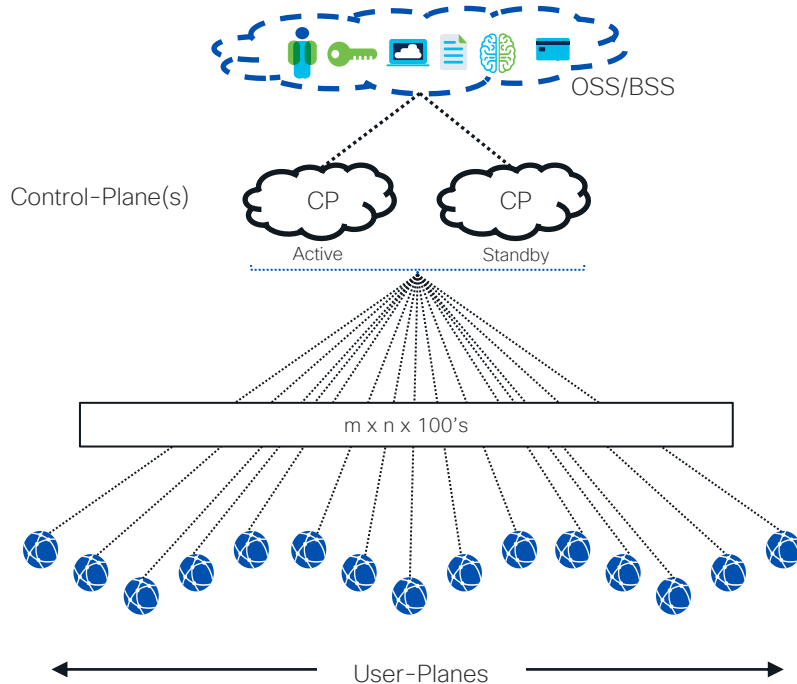 OSS/BSS
Control-Plane(s)
CP
CP
Active
Standby
m x n x 100's
User-Planes